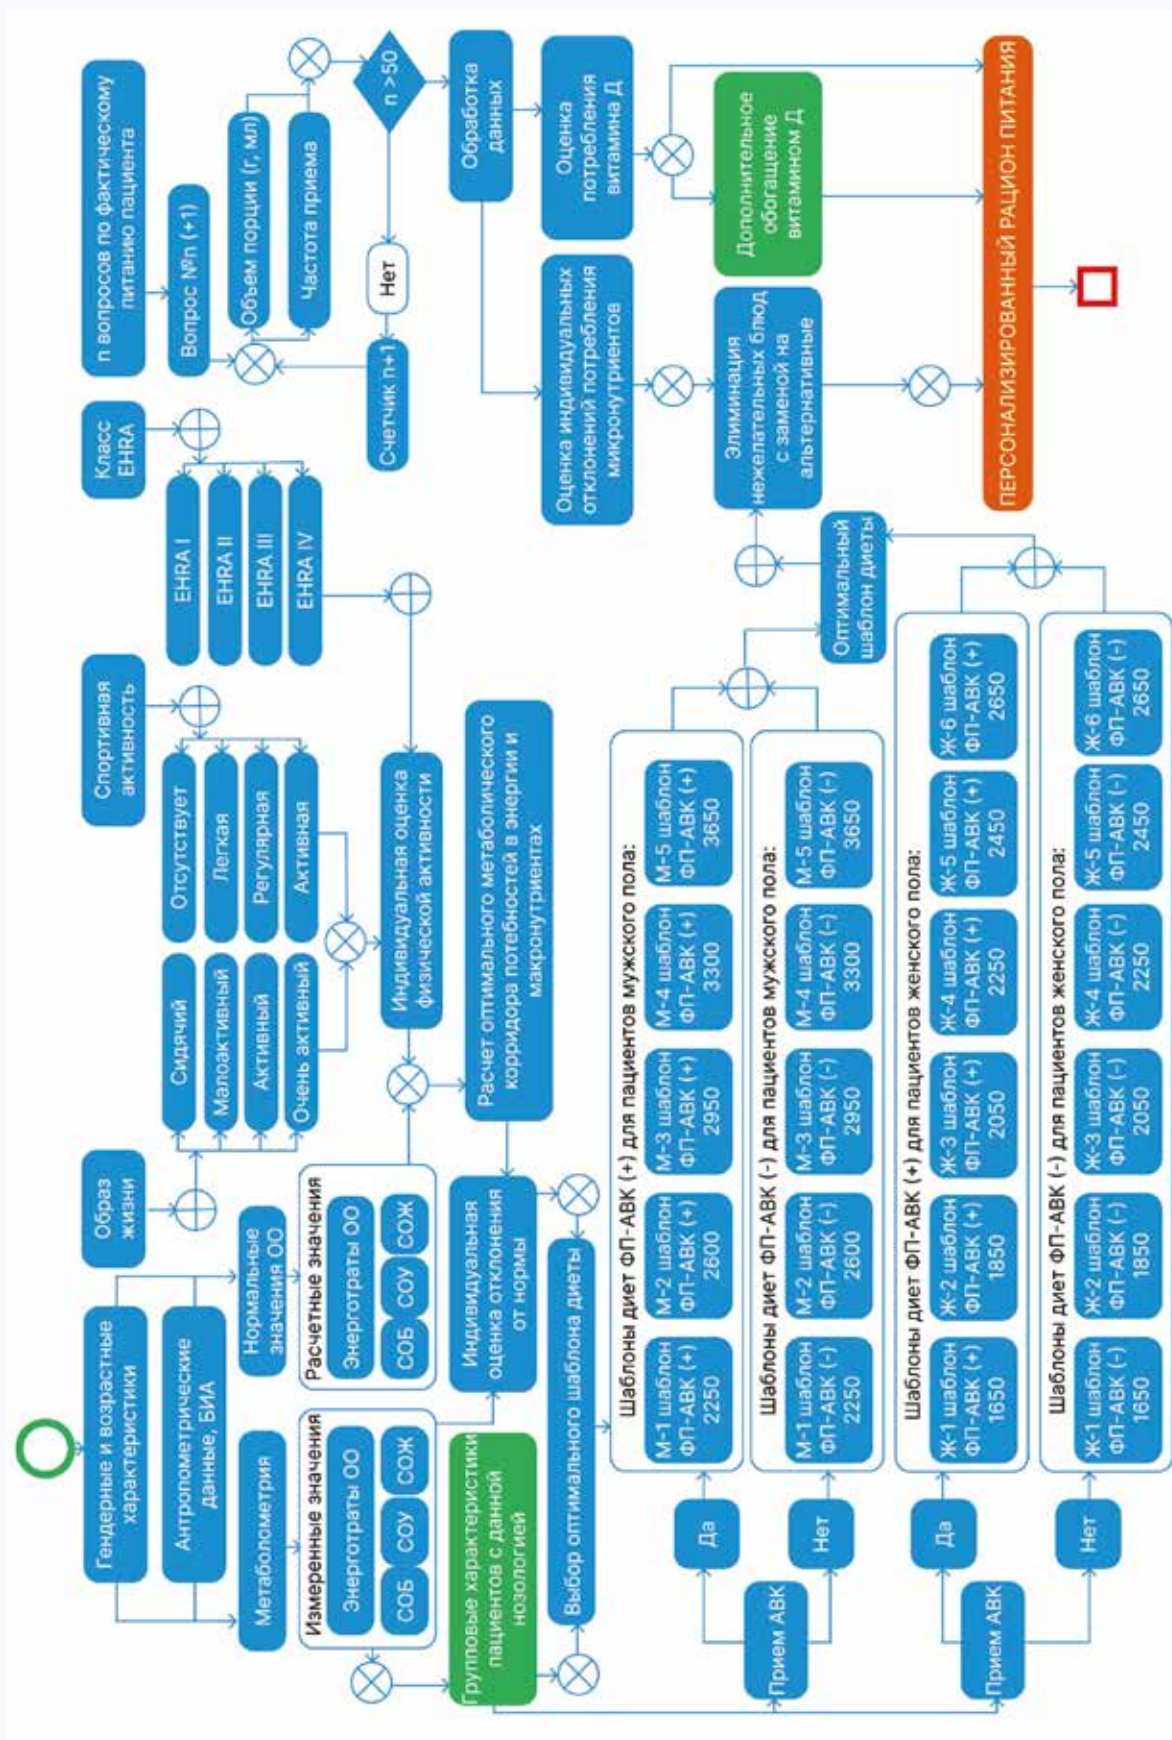 Гендерные и возрастные
характеристики
Антропометрические
данные, БИА
Метаболометрия
Нормальные
значения ОО
Измеренные значения
Энерготраты ОО
СОБ
СОУ
СОЖ
Расчетные значения
Энерготраты ОО
СОБ
СОУ
СОЖ
Групповые характеристики
пациентов с данной
нозологией
Индивидуальная
оценка отклонения
от нормы
Выбор оптимального шаблона диеты
Образ
жизни
Сидячий
Малоактивный
Активный
Очень активный
Спортивная
активность
Отсутствует
Легкая
Регулярная
Активная
Класс
EHRA
EHRA I
EHRA II
EHRA III
EHRA IV
Индивидуальная оценка
физической активности
Расчет оптимального метаболического
корридора потебностей в энергии и
макронутриентах
n вопросов по фактическому
питанию пациента
Вопрос №n (+1)
Объем порции (г, мл)
Частота приема
Счетчик n+1
Нет
n >50
Обработка
данных
Оценка индивидуальных
отклонений потребления
микронутриентов
Оценка
потребления
витамина Д
Элиминация
нежелательных блюд
с заменой на
альтернативные
Дополнительное
обогащение
витамином Д
Оптимальный
шаблон диеты
ПЕРСОНАЛИЗИРОВАННЫЙ РАЦИОН ПИТАНИЯ
Прием АВК
Да
Нет
Шаблоны диет ФП-АВК (+) для пациентов мужского пола:
М-1 шаблон
ФП-АВК (+)
2250
М-2 шаблон
ФП-АВК (+)
2600
М-3 шаблон
ФП-АВК (+)
2950
М-4 шаблон
ФП-АВК (+)
3300
М-5 шаблон
ФП-АВК (+)
3650
Шаблоны диет ФП-АВК (-) для пациентов мужского пола:
М-1 шаблон
ФП-АВК (-)
2250
М-2 шаблон
ФП-АВК (-)
2600
М-3 шаблон
ФП-АВК (-)
2950
М-4 шаблон
ФП-АВК (-)
3300
М-5 шаблон
ФП-АВК (-)
3650
Прием АВК
Да
Нет
Шаблоны диет ФП-АВК (+) для пациентов женского пола:
Ж-1 шаблон
ФП-АВК (+)
1650
Ж-2 шаблон
ФП-АВК (+)
1850
Ж-3 шаблон
ФП-АВК (+)
2050
Ж-4 шаблон
ФП-АВК (+)
2250
Ж-5 шаблон
ФП-АВК (+)
2450
Ж-6 шаблон
ФП-АВК (+)
2650
Шаблоны диет ФП-АВК (-) для пациентов женского пола:
Ж-1 шаблон
ФП-АВК (-)
1650
Ж-2 шаблон
ФП-АВК (-)
1850
Ж-3 шаблон
ФП-АВК (-)
2050
Ж-4 шаблон
ФП-АВК (-)
2250
Ж-5 шаблон
ФП-АВК (-)
2450
Ж-6 шаблон
ФП-АВК (-)
2650